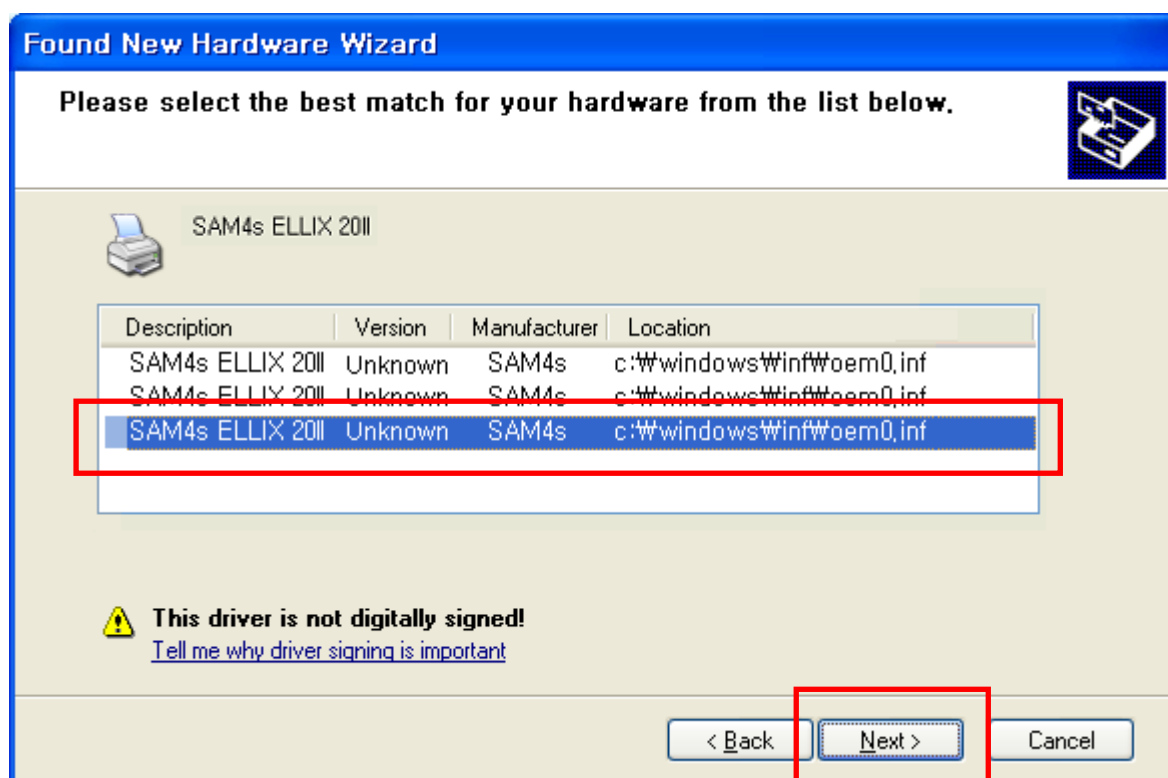 Found New Hardware Wizard
Please select the best match for your hardware from the list below.
SAM4s ELLIX 20II
Description Version Manufacturer Location
SAM4s ELLIX 20II Unknown SAM4s c:₩windows₩inf₩oem0.inf
SAM4s ELLIX 20II Unknown SAM4s c:₩windows₩inf₩oem0.inf
SAM4s ELLIX 20II Unknown SAM4s c:₩windows₩inf₩oem0.inf
This driver is not digitally signed!
Tell me why driver signing is important
< Back Next > Cancel